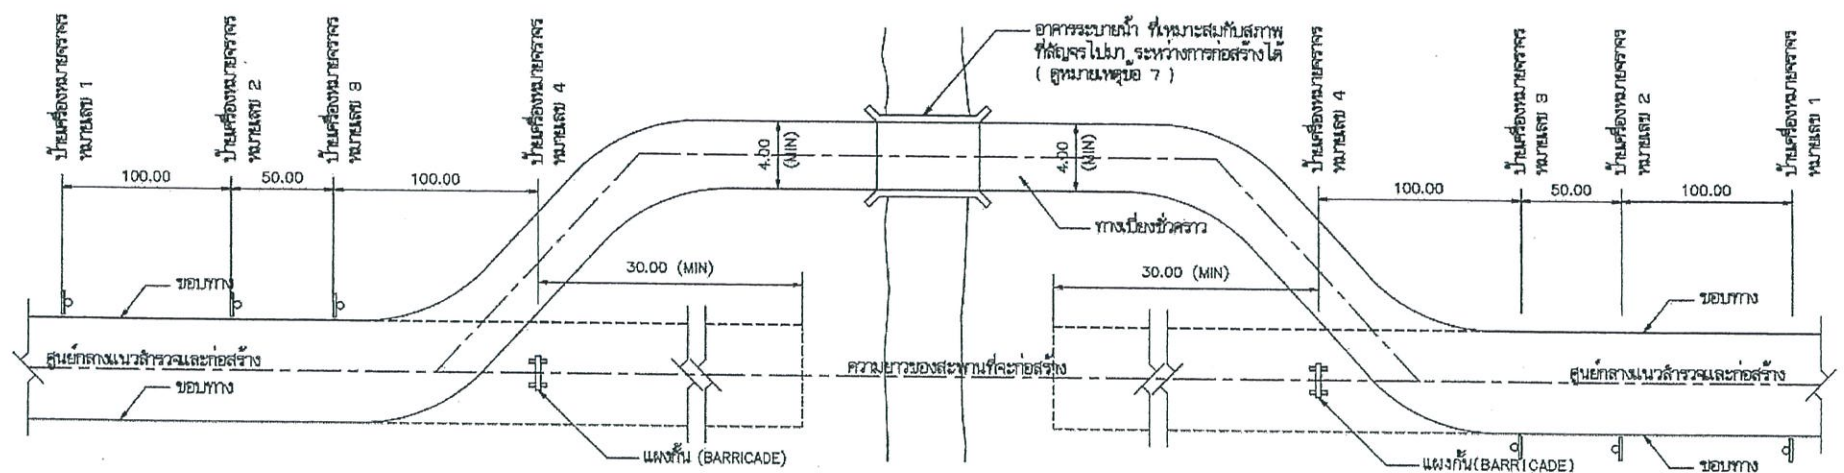 ป้ายเครื่องหมายจราจร
หมายเลข 1
ป้ายเครื่องหมายจราจร
หมายเลข 2
ป้ายเครื่องหมายจราจร
หมายเลข 3
ป้ายเครื่องหมายจราจร
หมายเลข 4
100.00
50.00
100.00
อาคารระบายน้ำ ที่เหมาะสมกับสภาพ
ที่สัญจรไปมา ระหว่างการก่อสร้างได้
( ดูหมายเหตุข้อ 7 )
4.00
(MIN)
4.00
(MIN)
ป้ายเครื่องหมายจราจร
หมายเลข 4
ป้ายเครื่องหมายจราจร
หมายเลข 3
ป้ายเครื่องหมายจราจร
หมายเลข 2
ป้ายเครื่องหมายจราจร
หมายเลข 1
100.00
50.00
100.00
ทางเบี่ยงชั่วคราว
30.00 (MIN)
30.00 (MIN)
ขอบทาง
ขอบทาง
ศูนย์กลางแนวสำรวจและก่อสร้าง
ความยาวของสะพานที่จะก่อสร้าง
ศูนย์กลางแนวสำรวจและก่อสร้าง
ขอบทาง
แผงกั้น (BARRICADE)
แผงกั้น(BARRICADE)
ขอบทาง